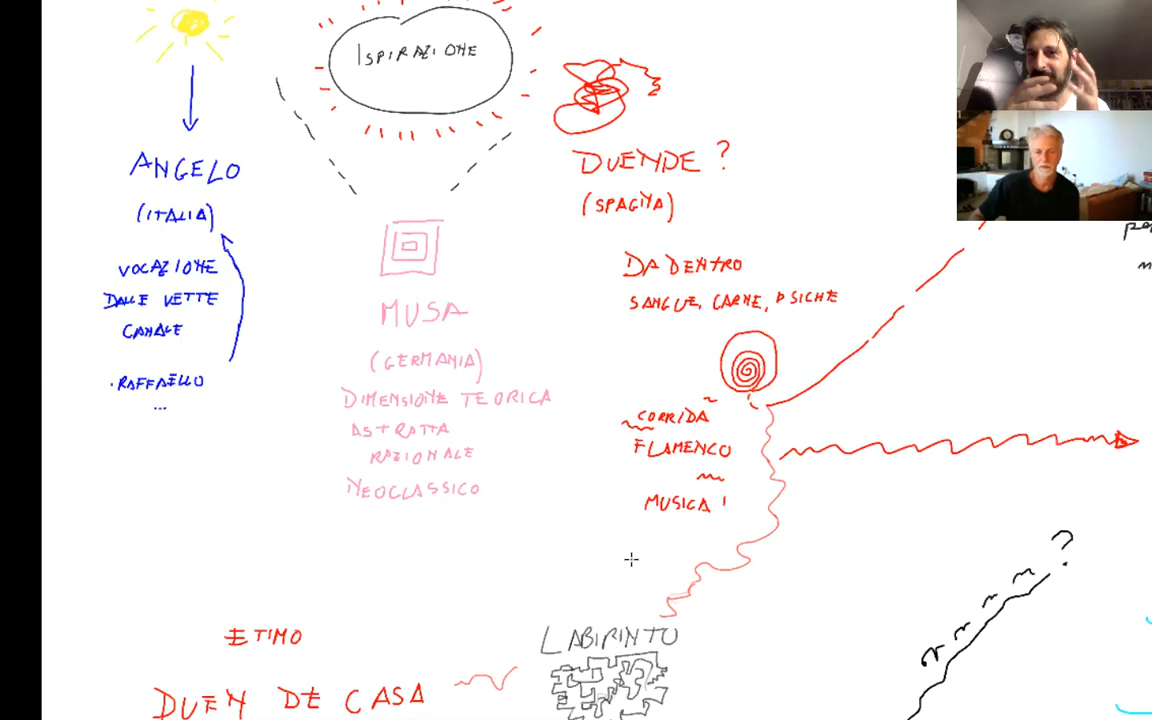 ISPIRAZIONE
ANGELO
(ITALIA)
VOCAZIONE
DALLE VETTE
CANALE
. RAFFAELLO
...
MUSA
(GERMANIA)
DIMENSIONE TEORICA
ASTRATTA
RAZIONALE
NEOCLASSICO
DUENDE ?
(SPAGNA)
DA DENTRO
SANGUE, CARNE, PSICHE
CORRIDA
FLAMENCO
MUSICA
?
LABIRINTO
ETIMO
DUEN DE CASA